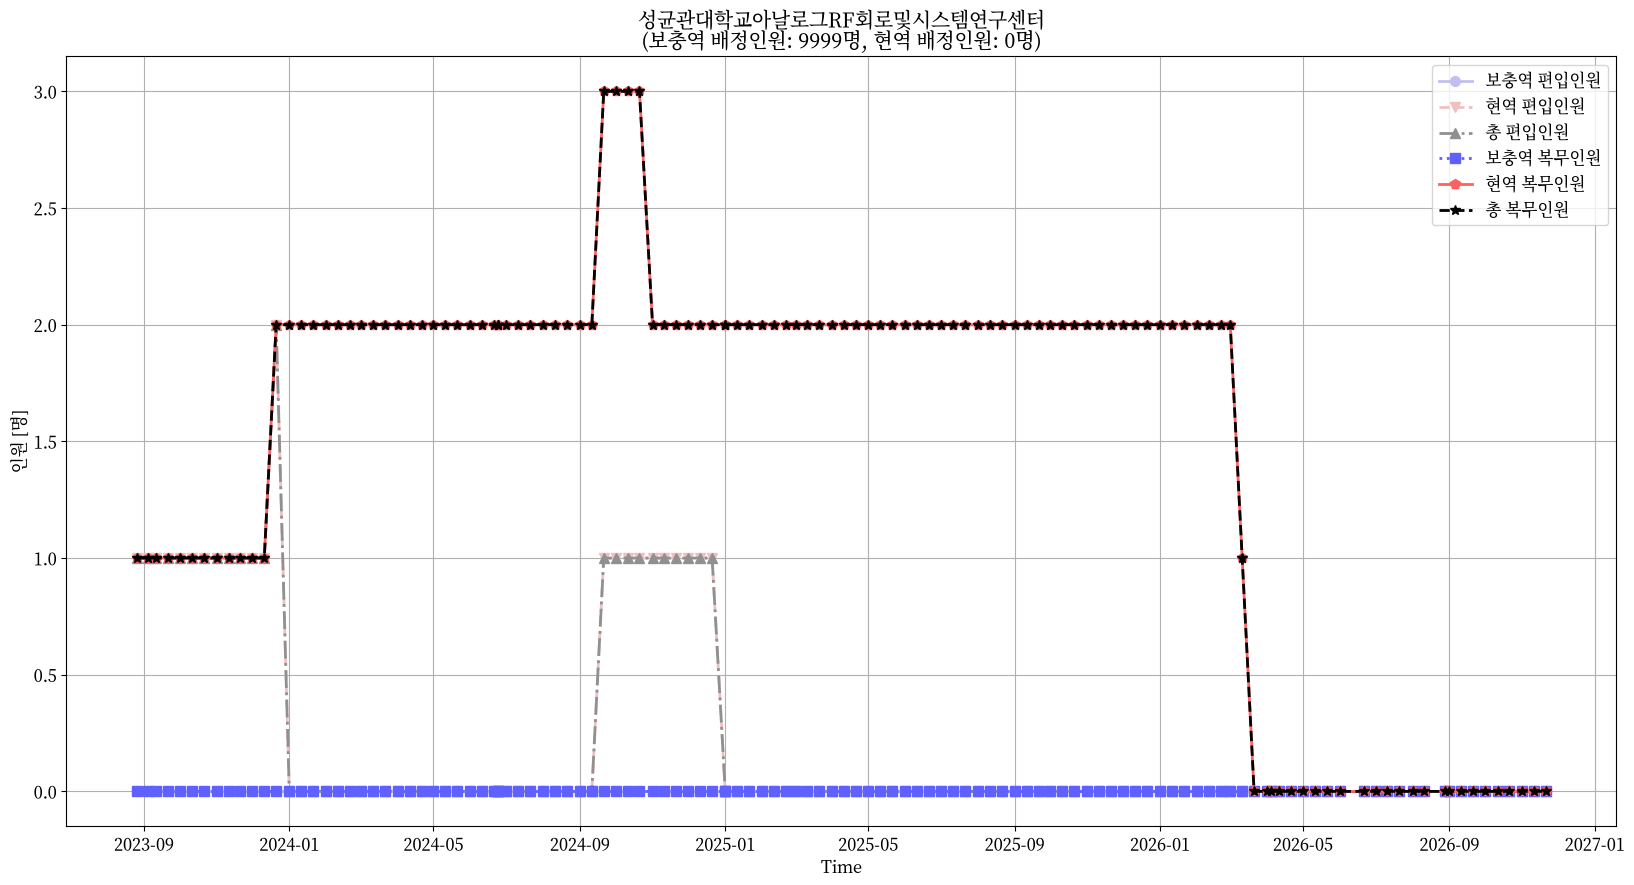 성균관대학교아날로그RF회로및시스템연구센터
(보충역 배정인원: 9999명, 현역 배정인원: 0명)
보충역 편입인원
현역 편입인원
총 편입인원
보충역 복무인원
현역 복무인원
총 복무인원
인원 [명]
3.0
2.5
2.0
1.5
1.0
0.5
0.0
2023-09 2024-01 2024-05 2024-09 2025-01 2025-05 2025-09 2026-01 2026-05 2026-09 2027-01
Time